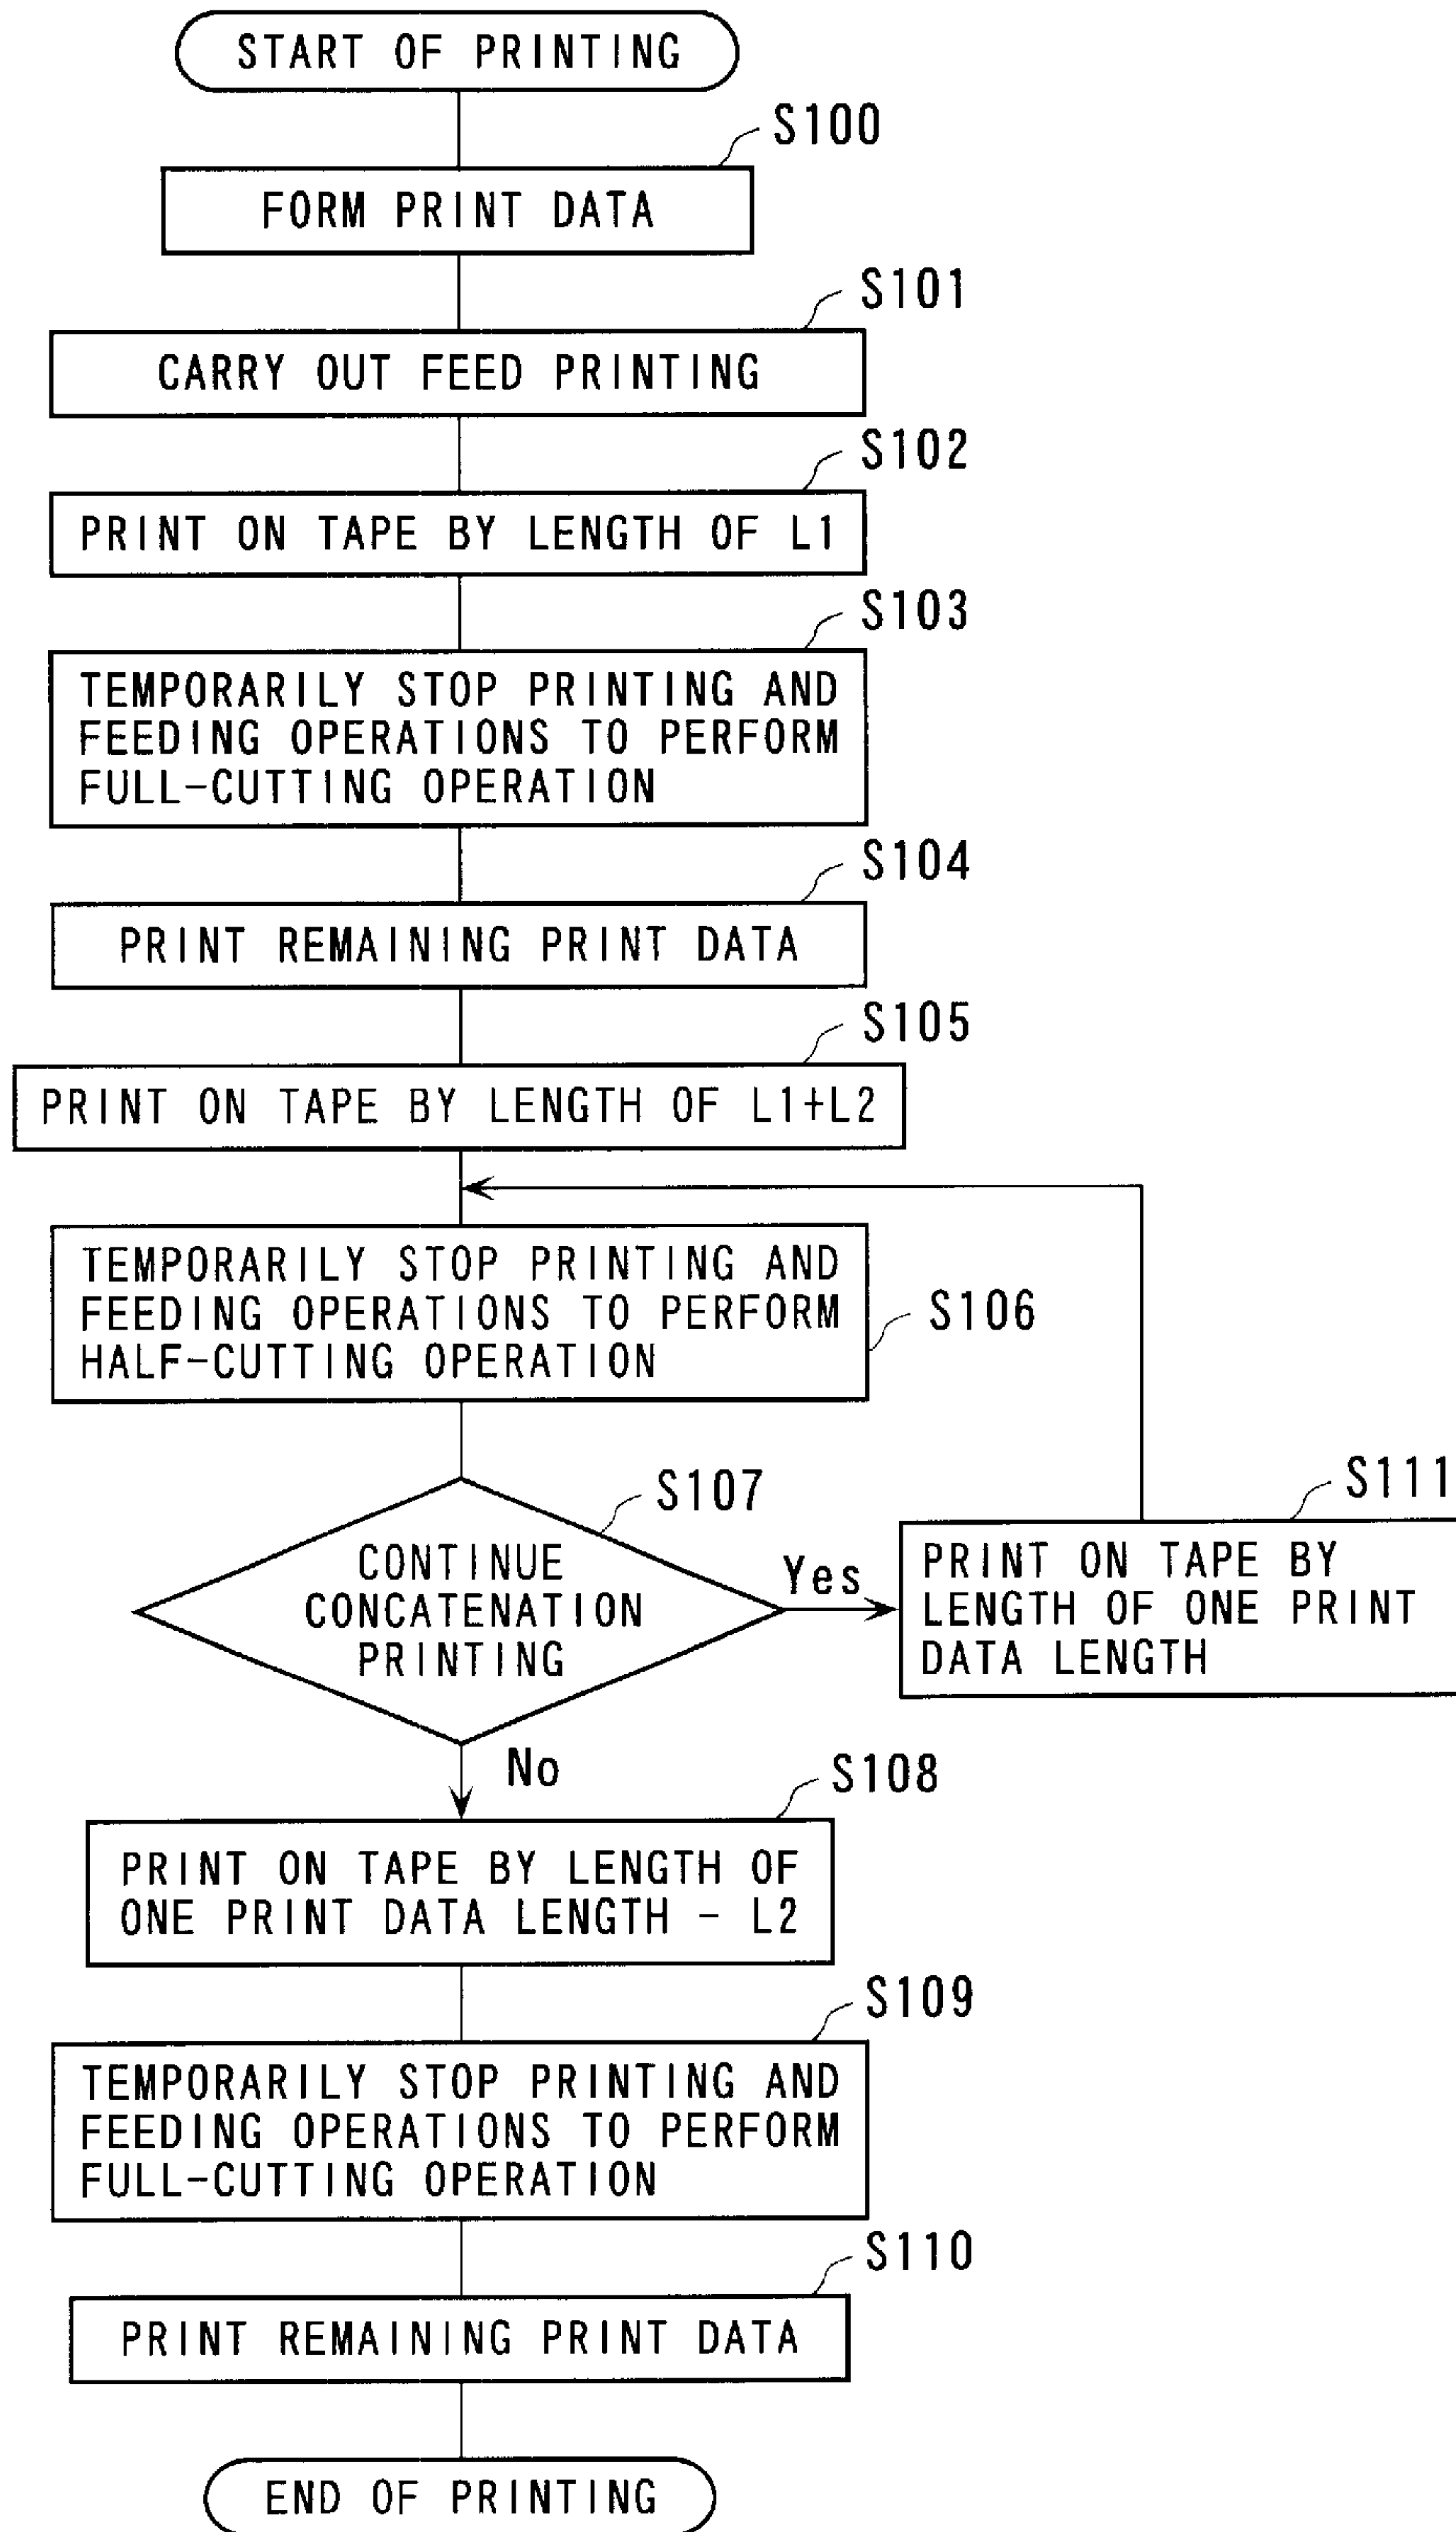 START OF PRINTING
S100
FORM PRINT DATA
S101
CARRY OUT FEED PRINTING
S102
PRINT ON TAPE BY LENGTH OF L1
S103
TEMPORARILY STOP PRINTING AND
FEEDING OPERATIONS TO PERFORM
FULL-CUTTING OPERATION
S104
PRINT REMAINING PRINT DATA
S105
PRINT ON TAPE BY LENGTH OF L1+L2
TEMPORARILY STOP PRINTING AND
FEEDING OPERATIONS TO PERFORM
HALF-CUTTING OPERATION
S106
S107
CONTINUE
CONCATENATION
PRINTING
Yes
S111
PRINT ON TAPE BY
LENGTH OF ONE PRINT
DATA LENGTH
No
S108
PRINT ON TAPE BY LENGTH OF
ONE PRINT DATA LENGTH - L2
S109
TEMPORARILY STOP PRINTING AND
FEEDING OPERATIONS TO PERFORM
FULL-CUTTING OPERATION
S110
PRINT REMAINING PRINT DATA
END OF PRINTING